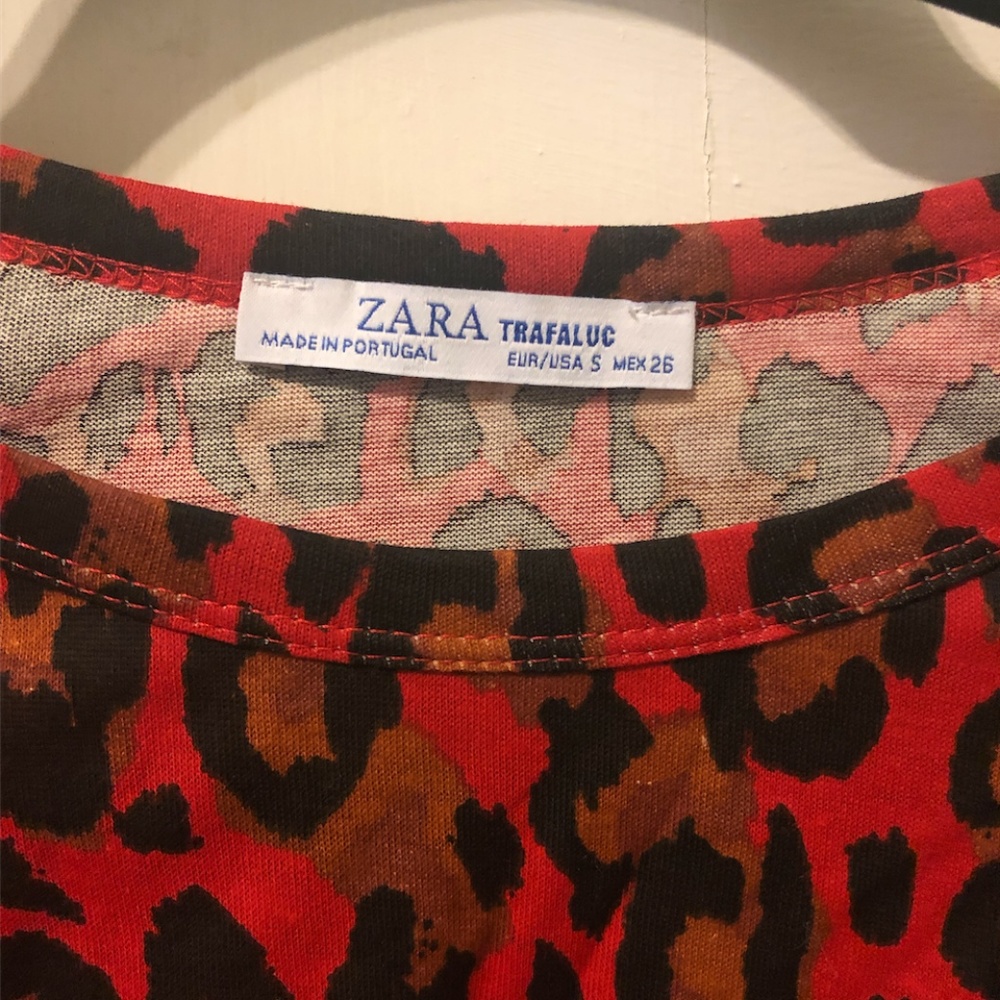 ZARA TRAFALUC
MADE IN PORTUGAL EUR/USA S MEX 26